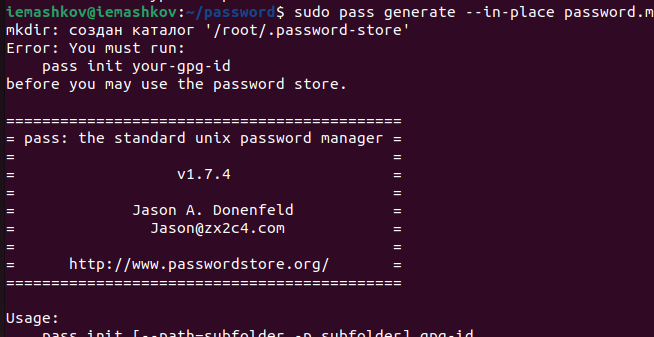 iemashkov@iemashkov:~/password$ sudo pass generate --in-place password.m
mkdir: создан каталог '/root/.password-store'
Error: You must run:
    pass init your-gpg-id
before you may use the password store.
============================================
= pass: the standard unix password manager =
=                                          =
=                  v1.7.4                  =
=                                          =
=             Jason A. Donenfeld           =
=               Jason@zx2c4.com            =
=                                          =
=      http://www.passwordstore.org/       =
============================================
Usage:
    pass init [--path=subfolder,-p subfolder] gpg-id